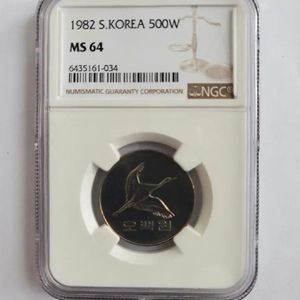 1982 S.KOREA 500W
MS 64
6435161-034
NUMISMATIC GUARANTY CORPORATION
NGC
오백원